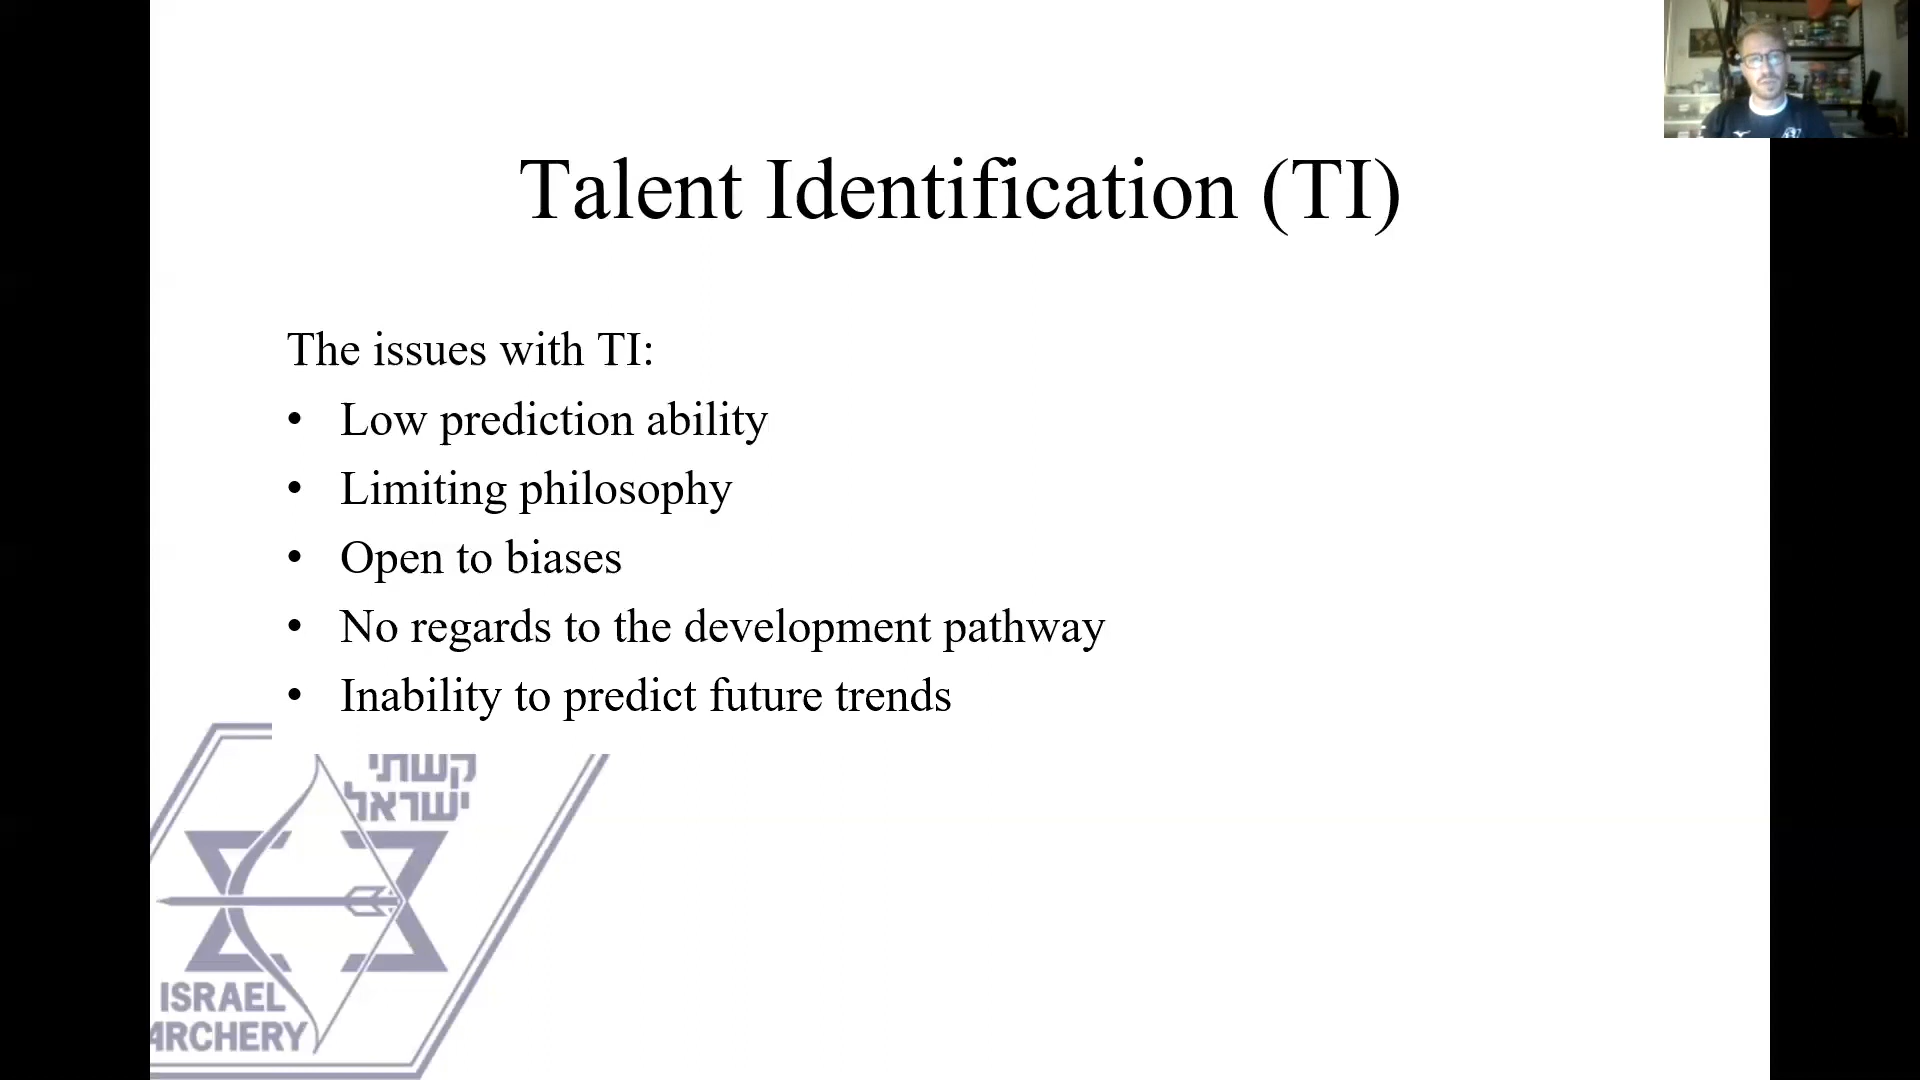 Talent Identification (TI)
The issues with TI:
• Low prediction ability
• Limiting philosophy
• Open to biases
• No regards to the development pathway
• Inability to predict future trends
קשתי
ישראל
ISRAEL
ARCHERY